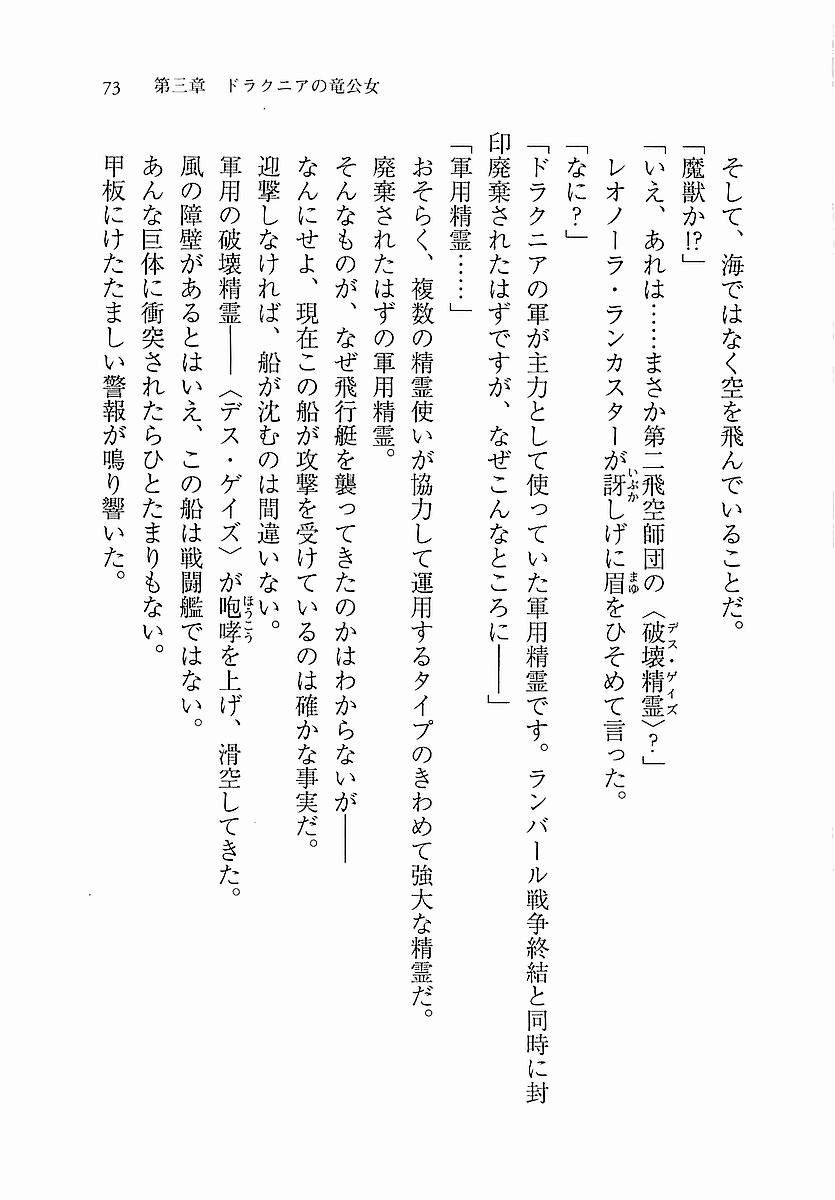 73　第三章　ドラクニアの竜公女
そして、海ではなく空を飛んでいることだ。
「魔獣か!?」
「いえ、あれは……まさか第二飛空師団の〈破壊精霊〉?」
デス・ゲイズ
レオノーラ・ランカスターが訝しげに眉をひそめて言った。
いぶか
まゆ
「なに?」
「ドラクニアの軍が主力として使っていた軍用精霊です。ランバール戦争終結と同時に封
印廃棄されたはずですが、なぜこんなところに――」
「軍用精霊……」
おそらく、複数の精霊使いが協力して運用するタイプのきわめて強大な精霊だ。
廃棄されたはずの軍用精霊。
そんなものが、なぜ飛行艇を襲ってきたのかはわからないが――
なんにせよ、現在この船が攻撃を受けているのは確かな事実だ。
迎撃しなければ、船が沈むのは間違いない。
軍用の破壊精霊――〈デス・ゲイズ〉が咆哮を上げ、滑空してきた。
ほうこう
風の障壁があるとはいえ、この船は戦闘艦ではない。
あんな巨体に衝突されたらひとたまりもない。
甲板にけたたましい警報が鳴り響いた。